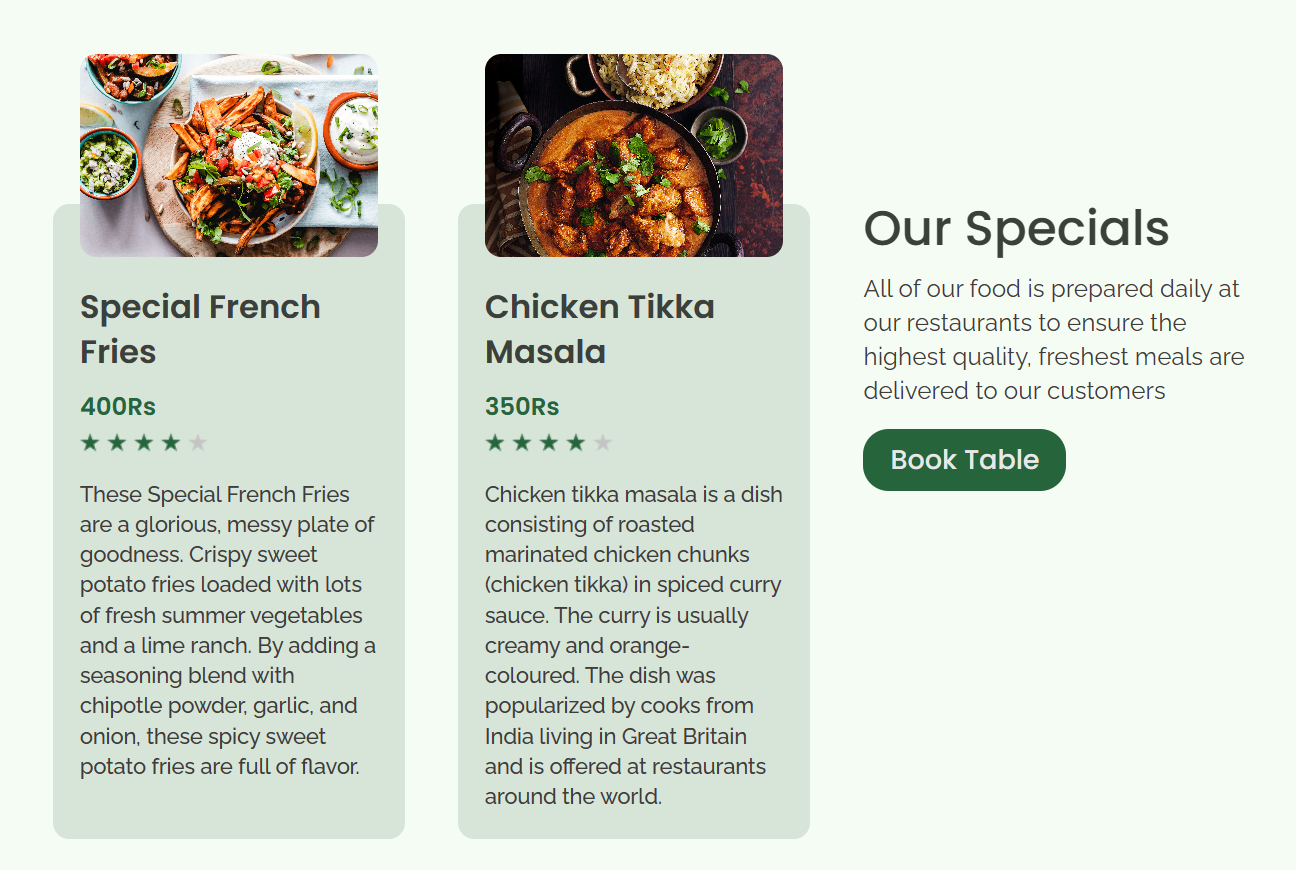 Special French
Fries
400Rs
These Special French Fries
are a glorious, messy plate of
goodness. Crispy sweet
potato fries loaded with lots
of fresh summer vegetables
and a lime ranch. By adding a
seasoning blend with
chipotle powder, garlic, and
onion, these spicy sweet
potato fries are full of flavor.
Chicken Tikka
Masala
350Rs
Chicken tikka masala is a dish
consisting of roasted
marinated chicken chunks
(chicken tikka) in spiced curry
sauce. The curry is usually
creamy and orange-
coloured. The dish was
popularized by cooks from
India living in Great Britain
and is offered at restaurants
around the world.
Our Specials
All of our food is prepared daily at
our restaurants to ensure the
highest quality, freshest meals are
delivered to our customers
Book Table